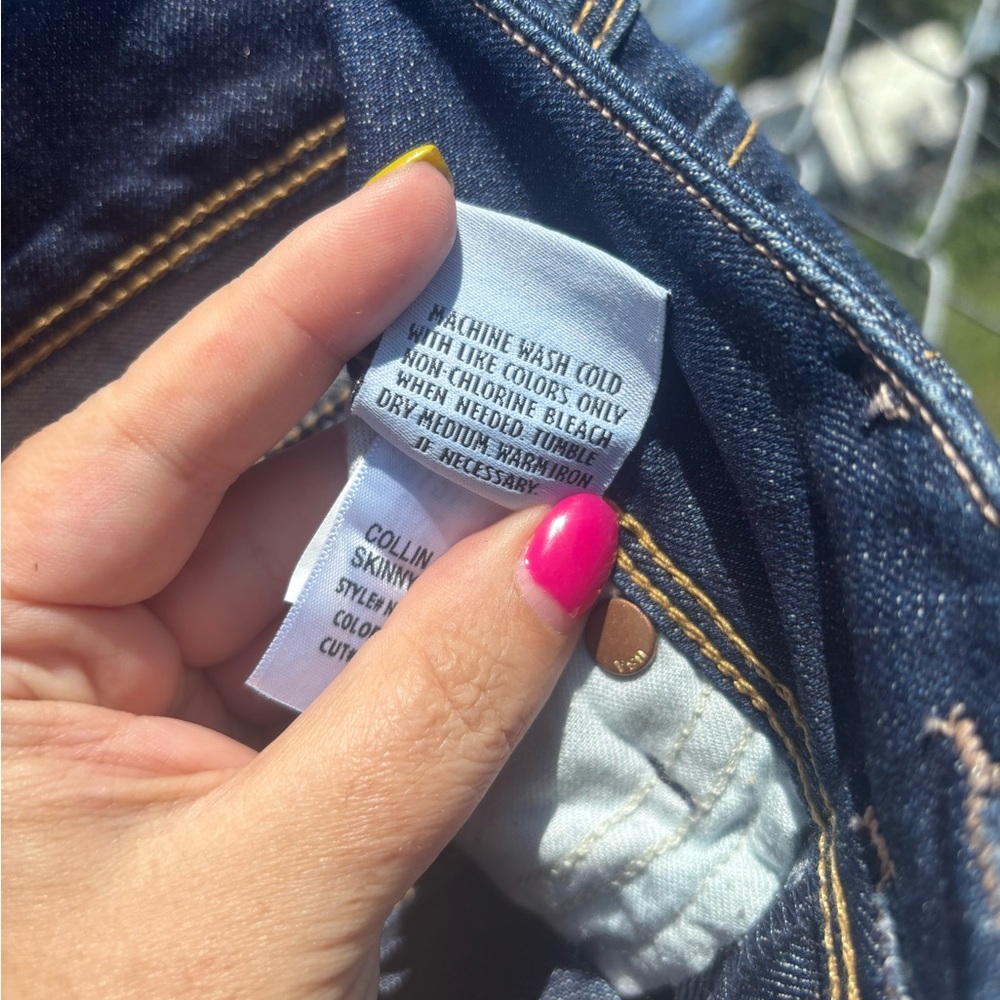 MACHINE WASH COLD
WITH LIKE COLORS ONLY
NON-CHLORINE BLEACH
WHEN NEEDED TUMBLE
DRY MEDIUM WARM IRON
IF NECESSARY.
COLLIN
SKINNY
STYLE# N
COLOR
CUT#